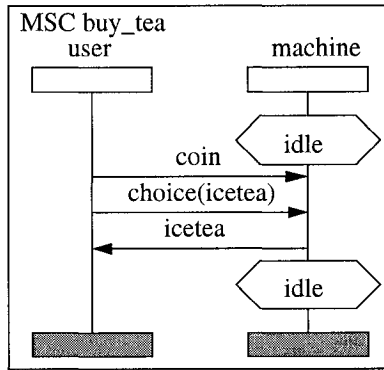 MSC buy_tea
user
machine
idle
coin
choice(icetea)
icetea
idle